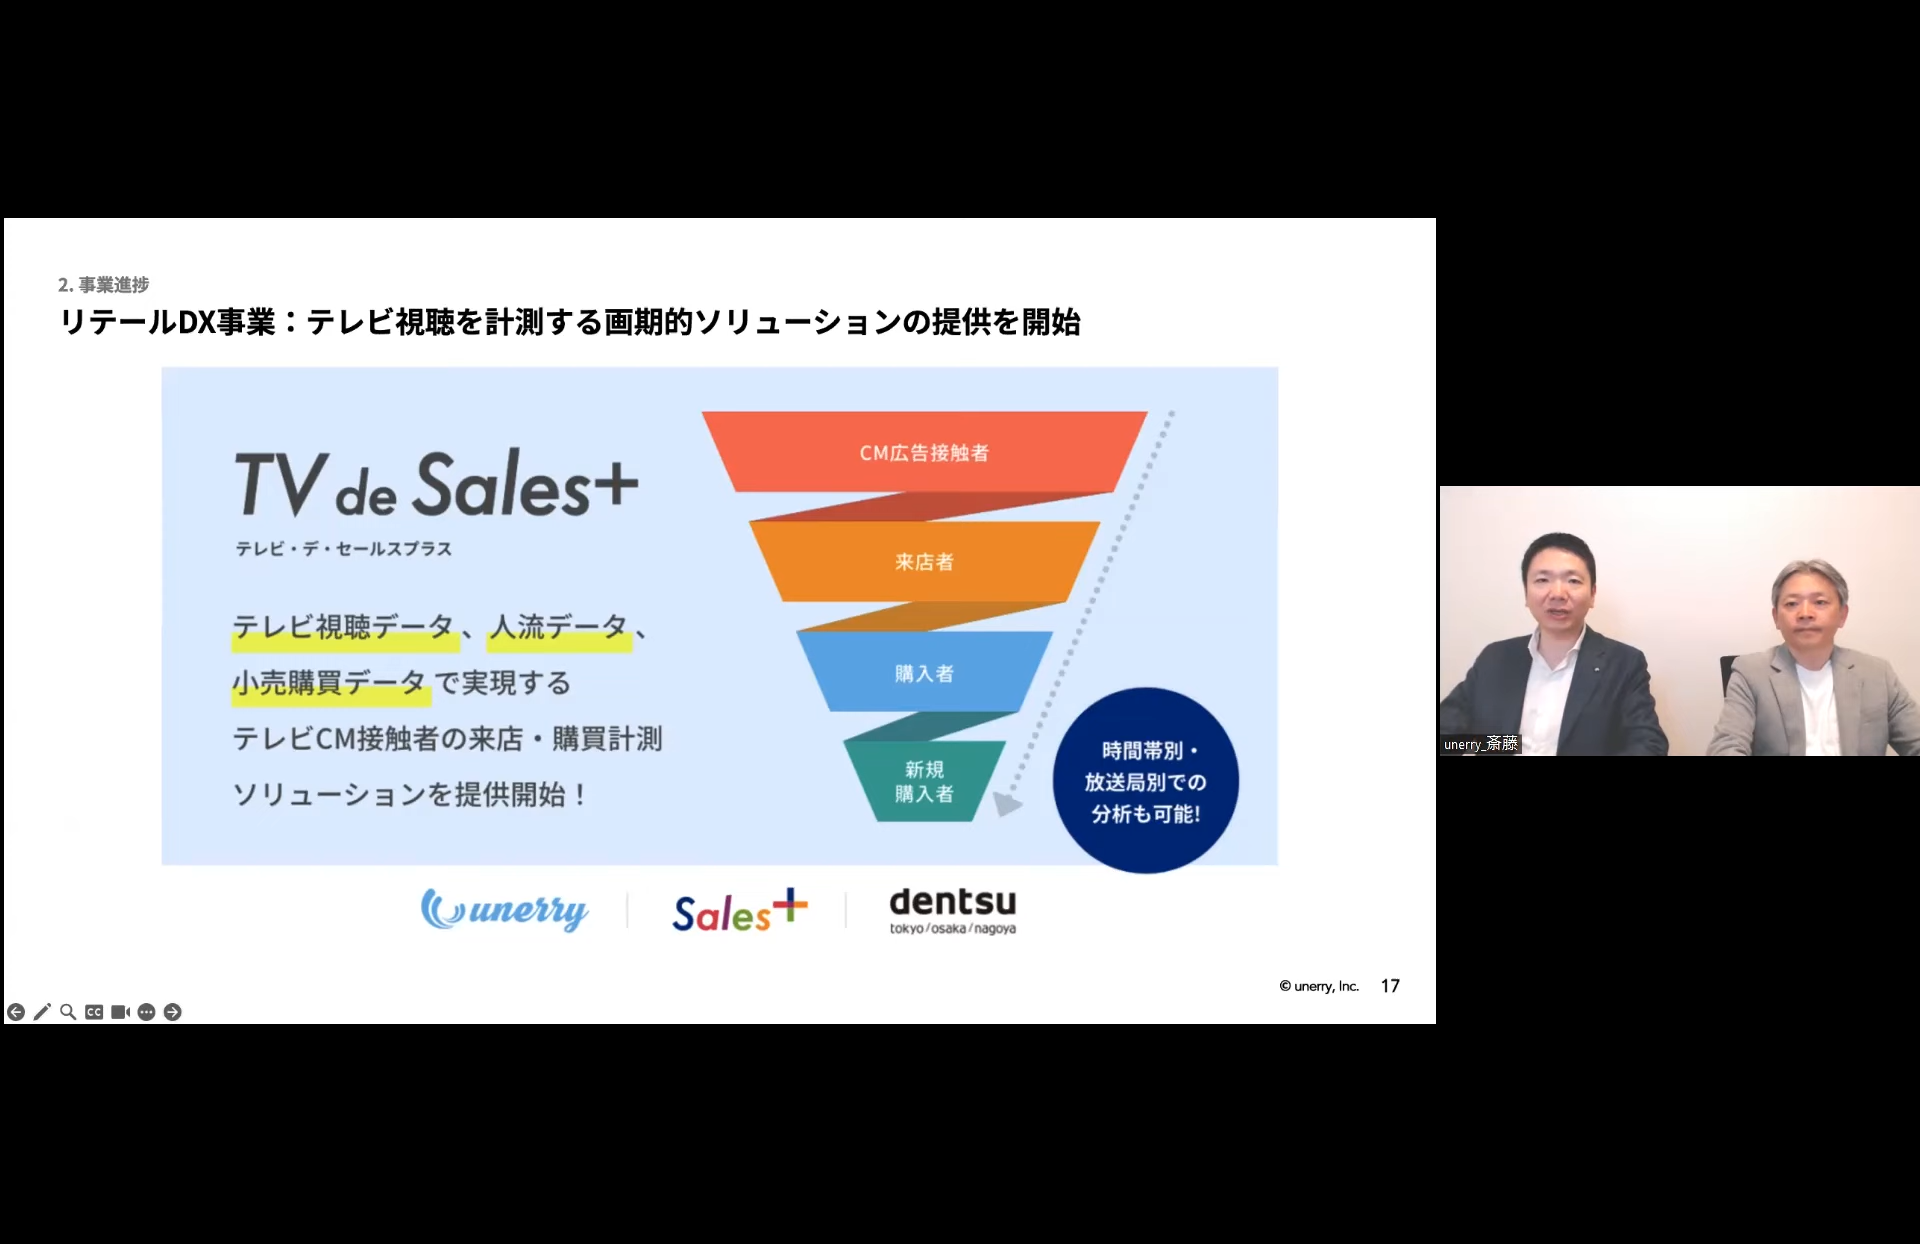 2. 事業進捗
リテールDX事業：テレビ視聴を計測する画期的ソリューションの提供を開始
TV de Sales+
テレビ・デ・セールスプラス
テレビ視聴データ、人流データ、
小売購買データで実現する
テレビCM接触者の来店・購買計測
ソリューションを提供開始！
CM広告接触者
来店者
購入者
新規
購入者
時間帯別・
放送局別での
分析も可能!
unerry
Sales+
dentsu
tokyo/osaka/nagoya
© unerry, Inc.
17
CC
unerry_斎藤